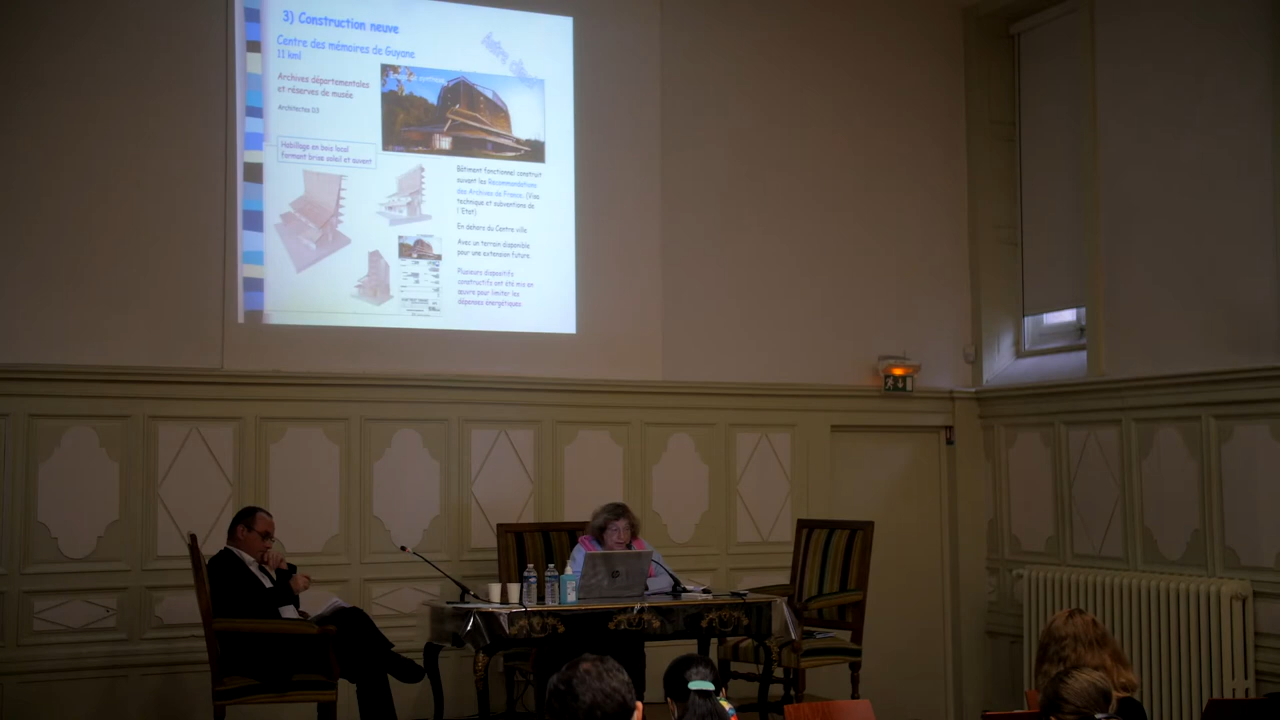 3) Construction neuve
Centre des mémoires de Guyane
11 kml
Archives départementales
et réserves de musée
Architectes D3
Habillage en bois local
formant brise soleil et auvent
Bâtiment fonctionnel construit
suivant les Recommandations
des Archives de France, (Visa
technique et subventions de
l'Etat)
En dehors du Centre ville
Avec un terrain disponible
pour une extension future.
Plusieurs dispositifs
constructifs ont été mis en
œuvre pour limiter les
dépenses énergétiques
hp